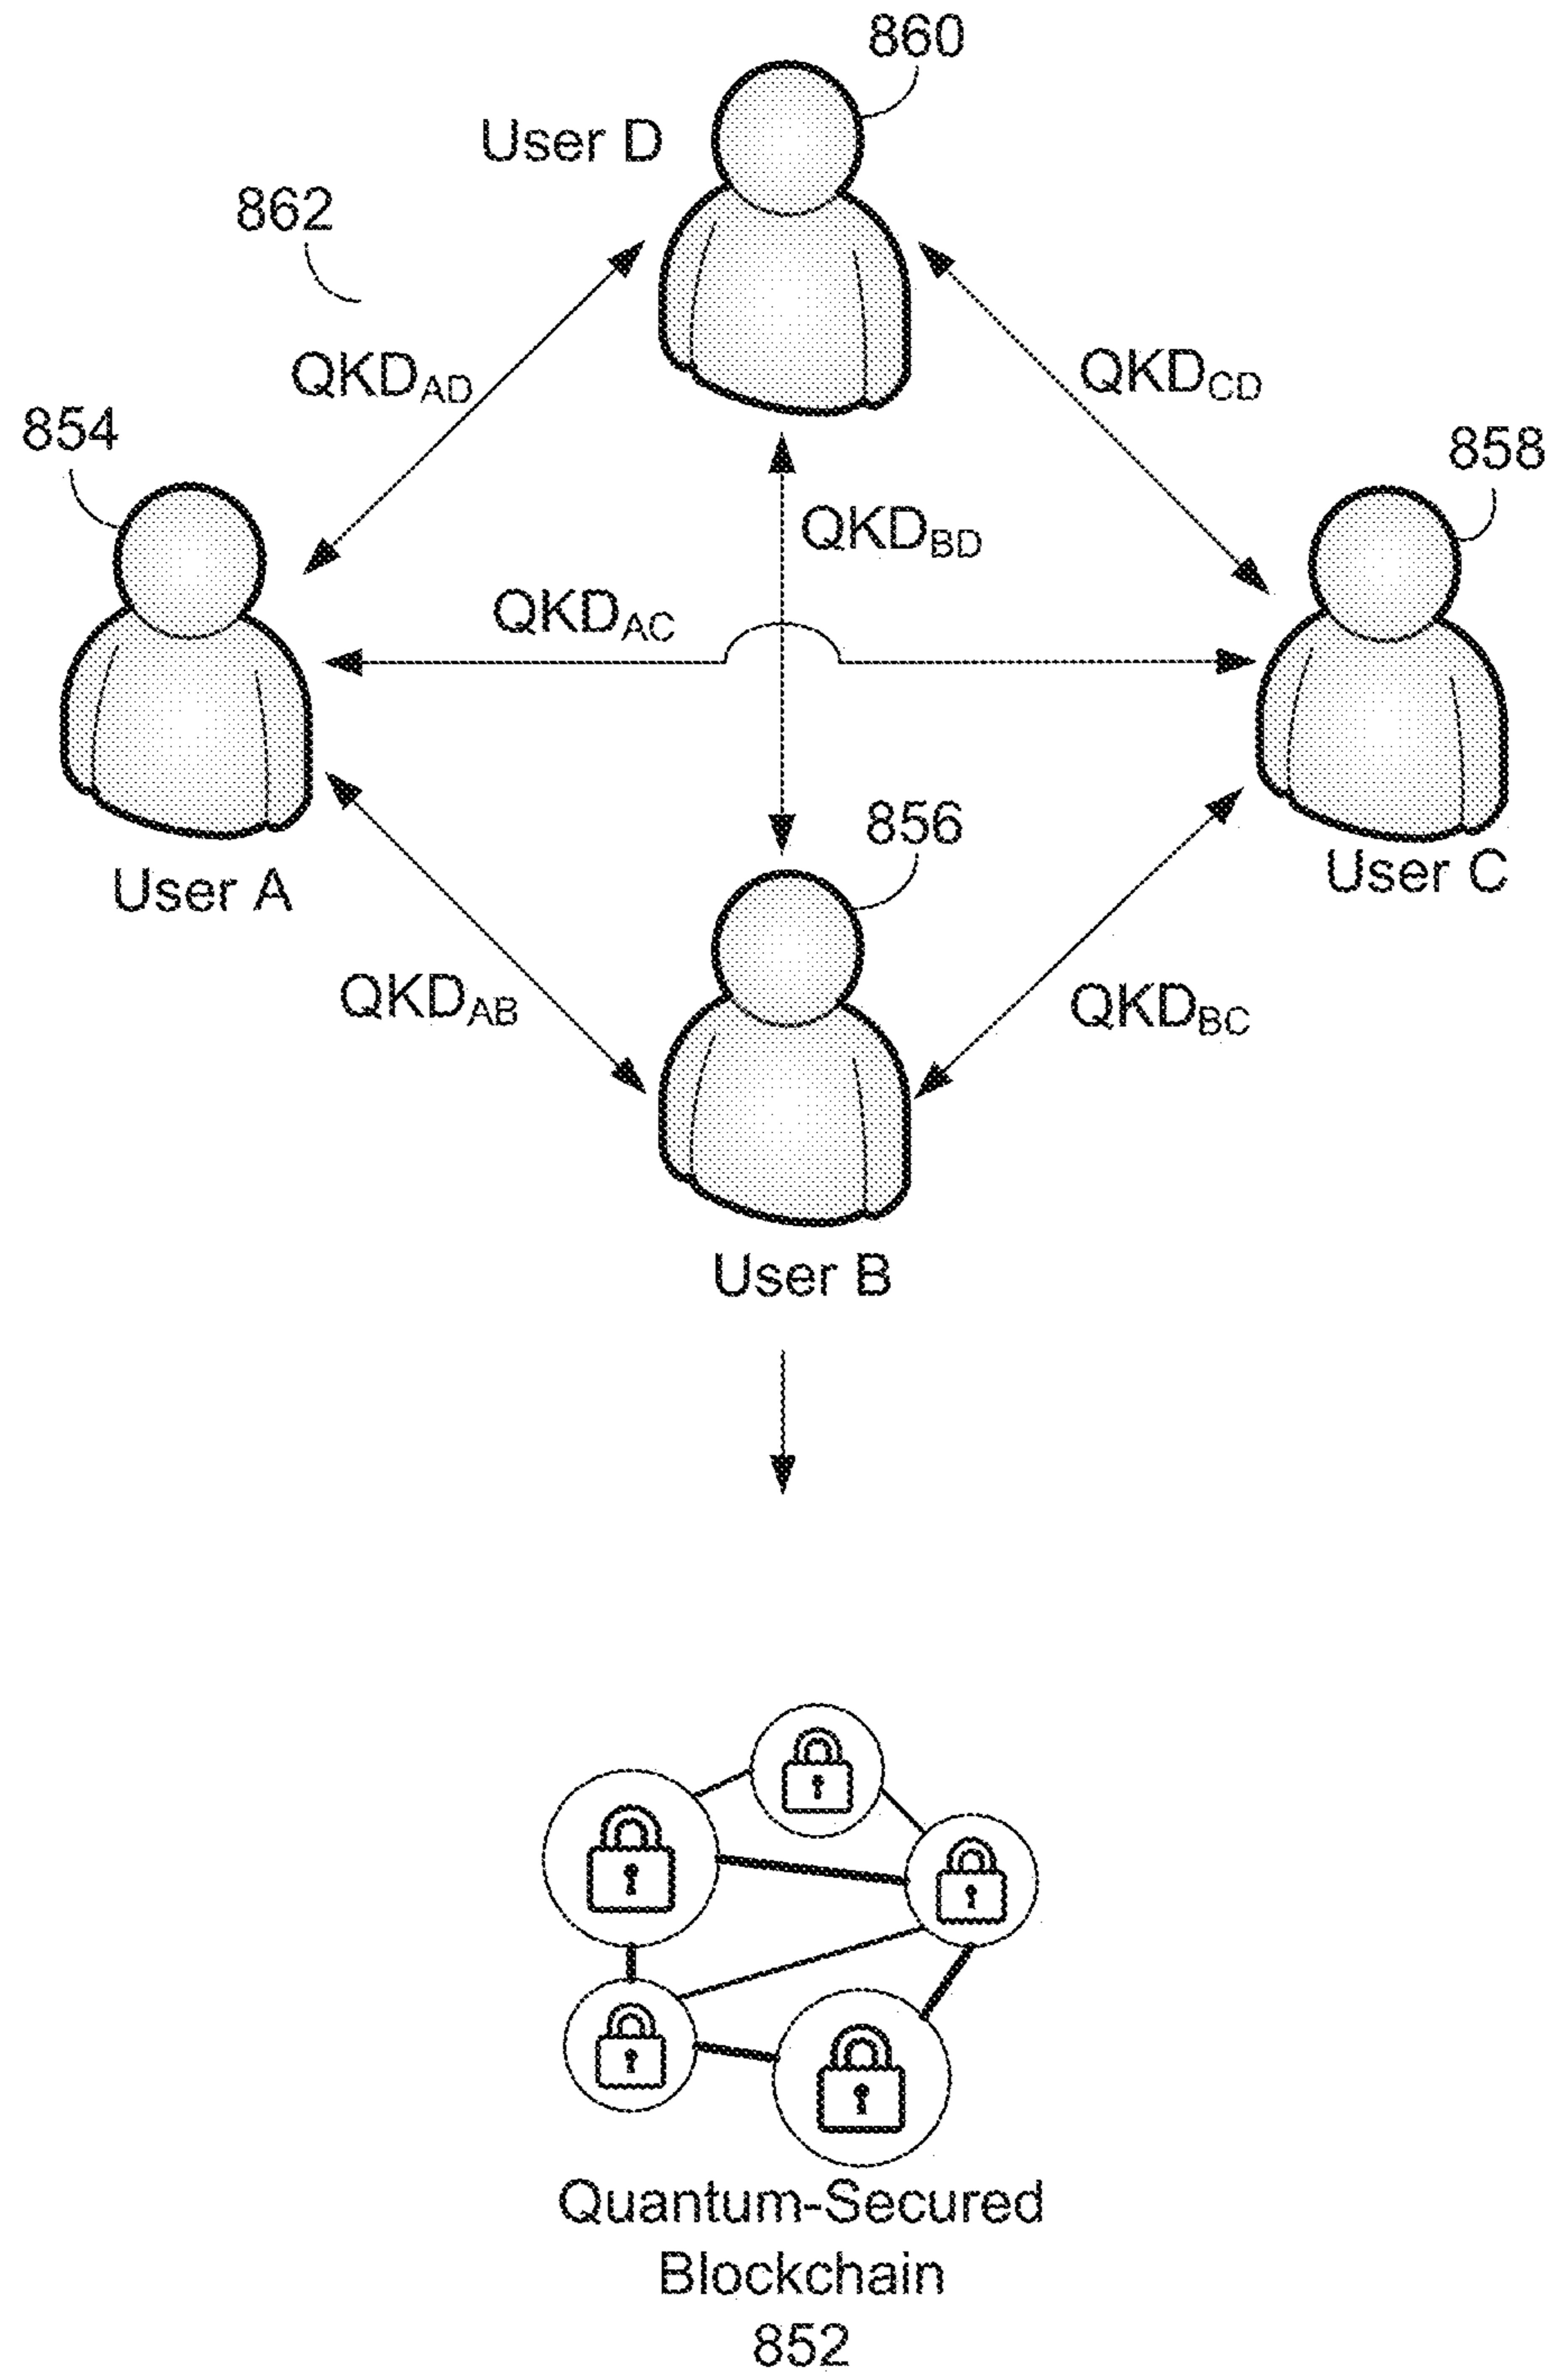 860
User D
862
QKDAD
QKDCD
854
858
QKDBD
QKDAC
856
User A
User C
QKDAB
QKDBC
User B
Quantum-Secured
Blockchain
852